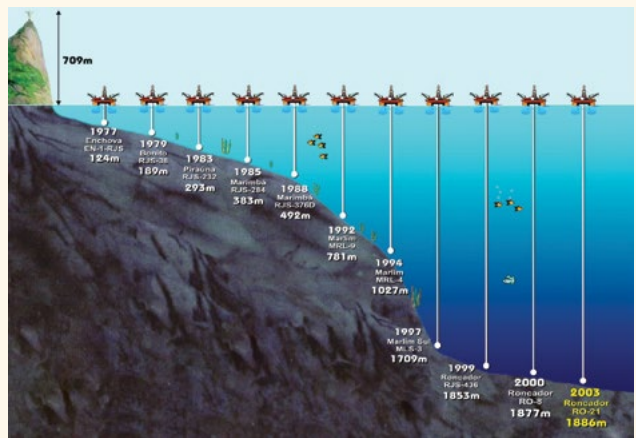 709m
1977
Enchova
EN-1-RJS
124m
1979
Bonito
RJS-38
189m
1983
Piraúna
RJS-232
293m
1985
Marimbá
RJS-284
383m
1988
Marimbá
RJS-376D
492m
1992
Marlim
MRL-9
781m
1994
Marlim
MRL-4
1027m
1997
Marlim Sul
MLS-3
1709m
1999
Roncador
RJS-436
1853m
2000
Roncador
RO-8
1877m
2003
Roncador
RO-21
1886m